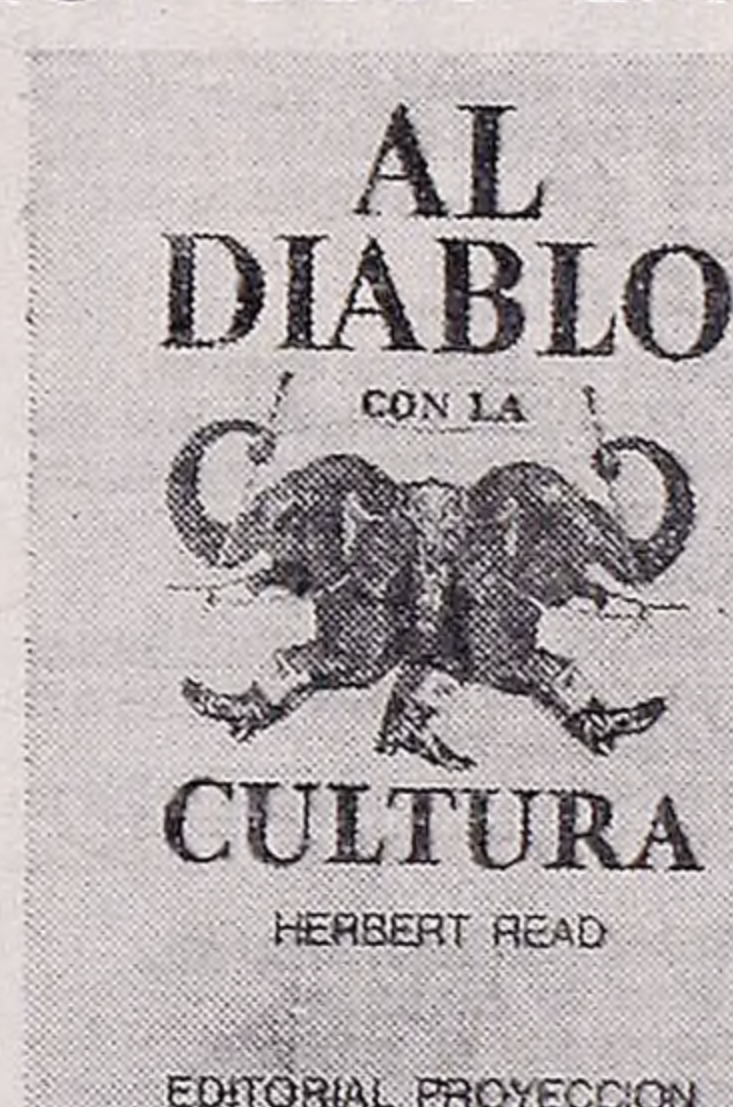 AL
DIABLO
CON LA
CULTURA
HERBERT READ
EDITORIAL PROYECCION